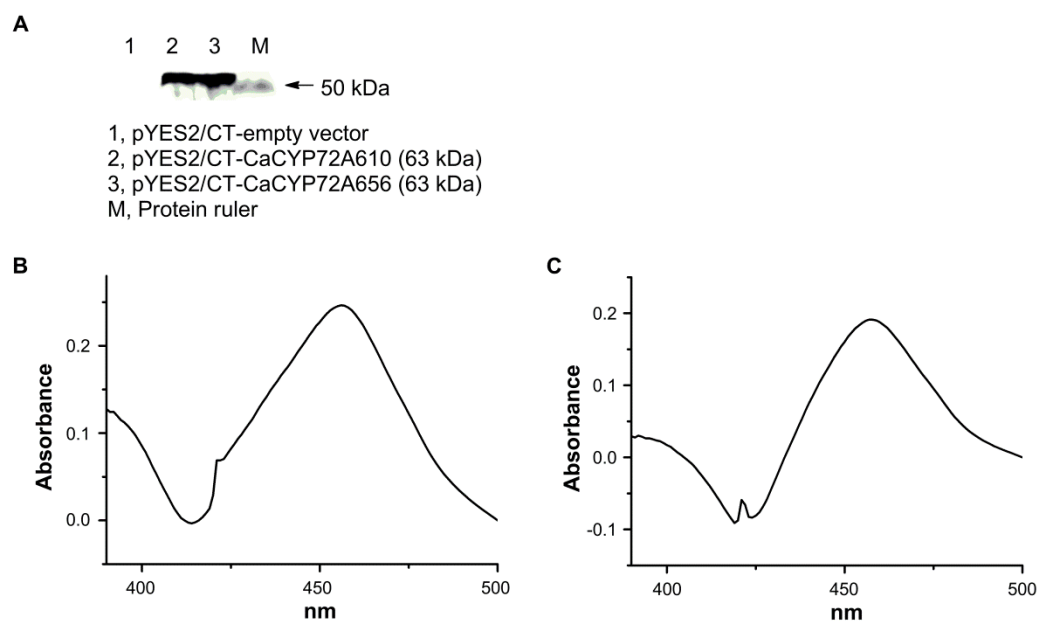 A
1 2 3 M
50 kDa
1, pYES2/CT-empty vector
2, pYES2/CT-CaCYP72A610 (63 kDa)
3, pYES2/CT-CaCYP72A656 (63 kDa)
M, Protein ruler
B
Absorbance
0.2
0.1
0.0
400 450 500
nm
C
Absorbance
0.2
0.1
0.0
-0.1
400 450 500
nm